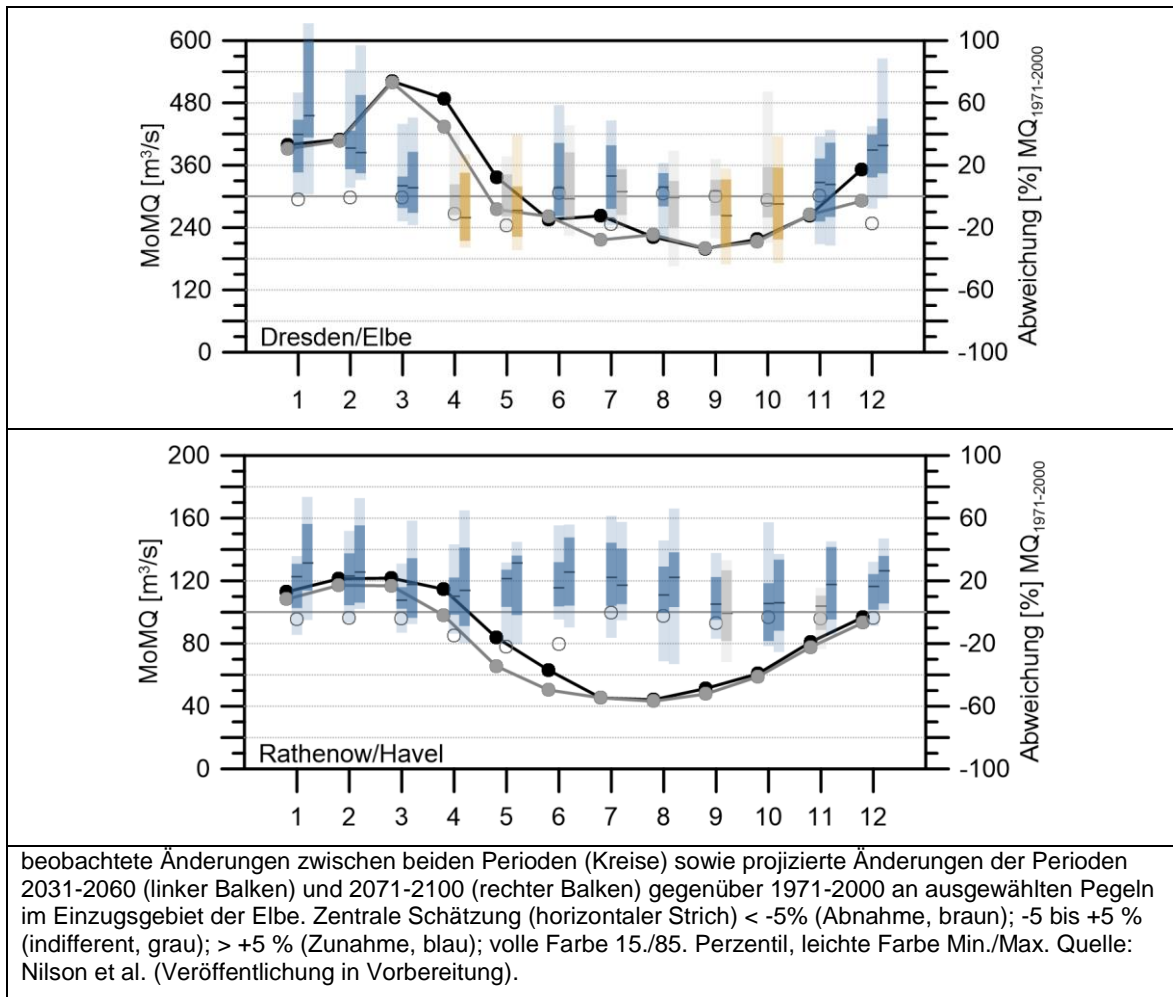 600
480
360
240
120
0
MoMQ [m³/s]
100
60
20
-20
-60
-100
Abweichung [%] MQ1971-2000
Dresden/Elbe
1 2 3 4 5 6 7 8 9 10 11 12
200
160
120
80
40
0
MoMQ [m³/s]
100
60
20
-20
-60
-100
Abweichung [%] MQ1971-2000
Rathenow/Havel
1 2 3 4 5 6 7 8 9 10 11 12
beobachtete Änderungen zwischen beiden Perioden (Kreise) sowie projizierte Änderungen der Perioden
2031-2060 (linker Balken) und 2071-2100 (rechter Balken) gegenüber 1971-2000 an ausgewählten Pegeln
im Einzugsgebiet der Elbe. Zentrale Schätzung (horizontaler Strich) < -5% (Abnahme, braun); -5 bis +5 %
(indifferent, grau); > +5 % (Zunahme, blau); volle Farbe 15./85. Perzentil, leichte Farbe Min./Max. Quelle:
Nilson et al. (Veröffentlichung in Vorbereitung).